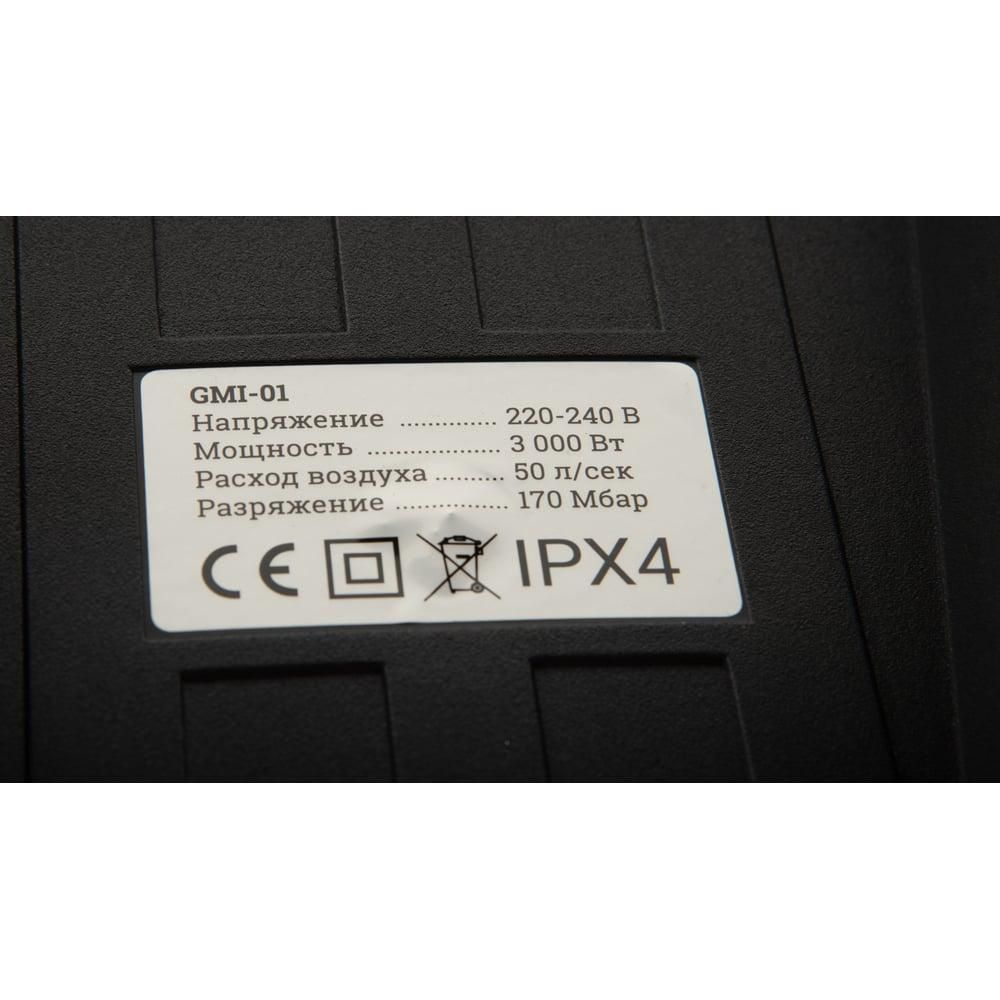 GMI-01
Напряжение .............. 220-240 В
Мощность ................... 3 000 Вт
Расход воздуха .......... 50 л/сек
Разряжение ................ 170 Мбар
CE IPX4